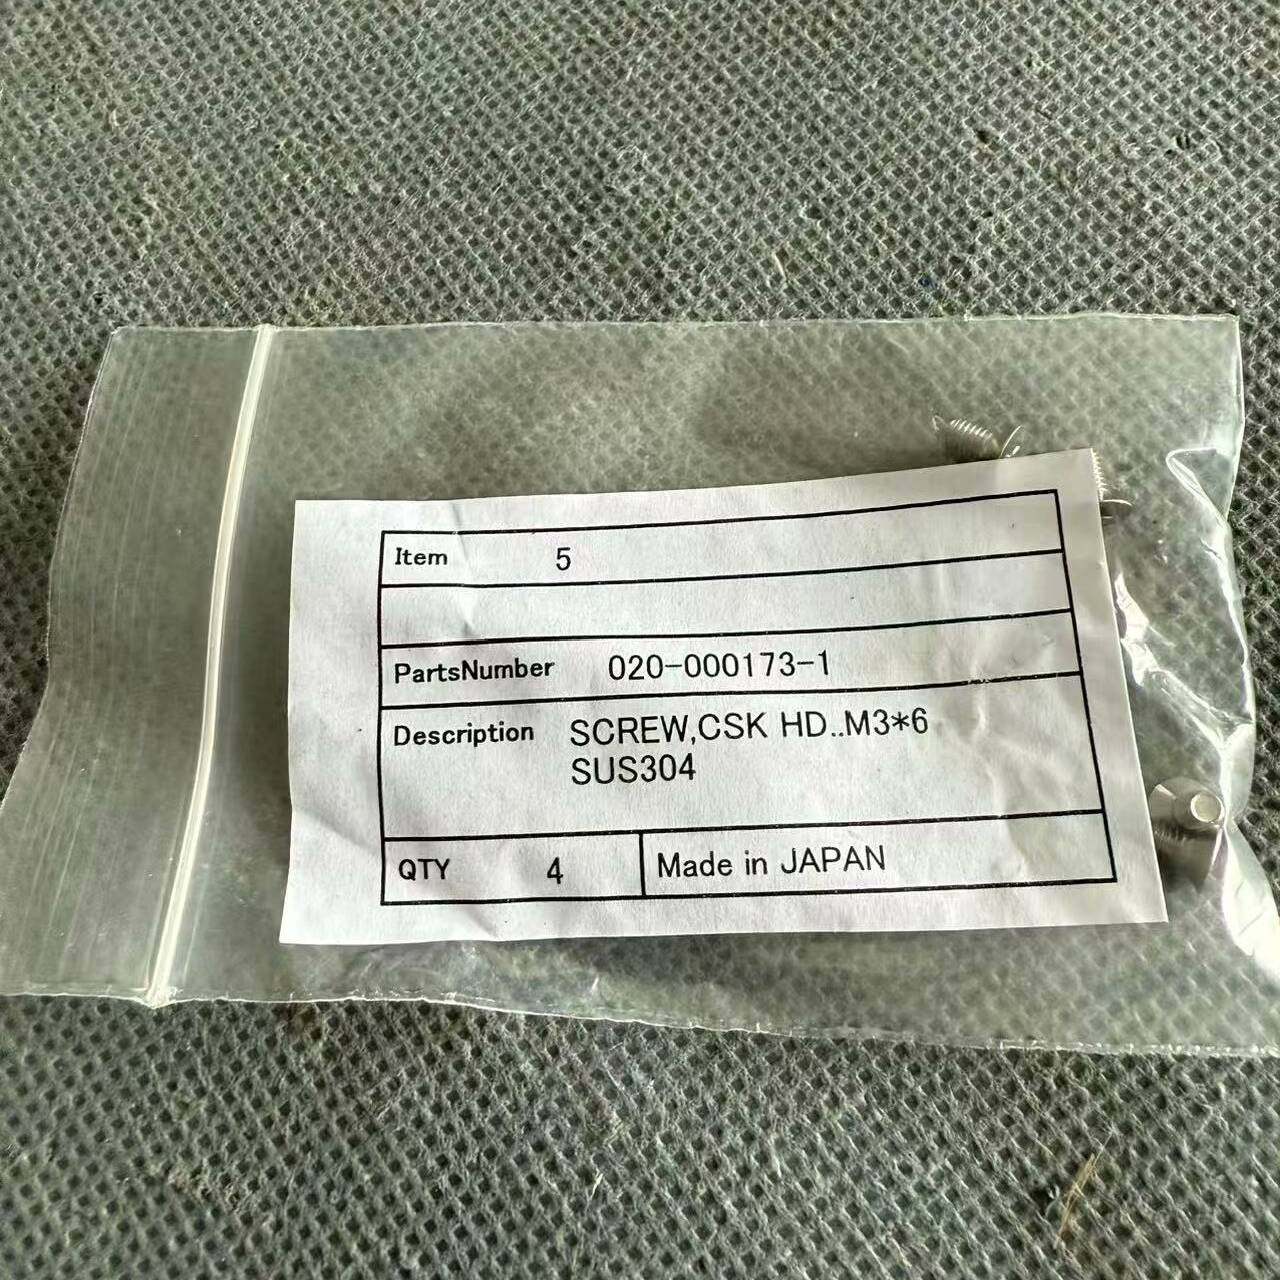 Item 5
PartsNumber 020-000173-1
Description SCREW,CSK HD..M3*6
SUS304
QTY 4 Made in JAPAN